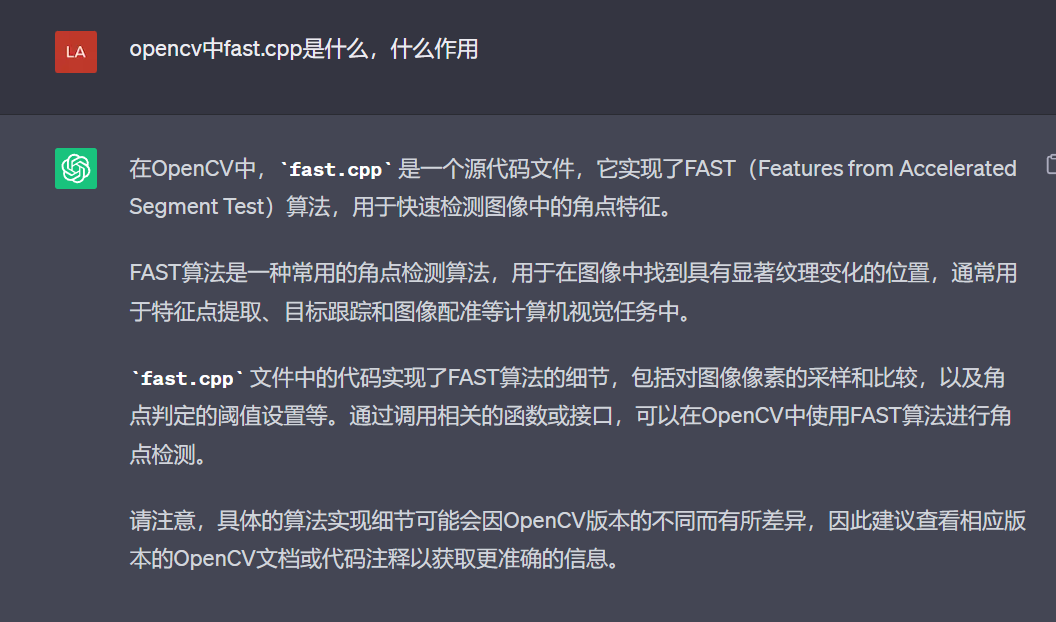 LA
opencv中fast.cpp是什么，什么作用
在OpenCV中，`fast.cpp`是一个源代码文件，它实现了FAST（Features from Accelerated
Segment Test）算法，用于快速检测图像中的角点特征。
FAST算法是一种常用的角点检测算法，用于在图像中找到具有显著纹理变化的位置，通常用
于特征点提取、目标跟踪和图像配准等计算机视觉任务中。
`fast.cpp`文件中的代码实现了FAST算法的细节，包括对图像像素的采样和比较，以及角
点判定的阈值设置等。通过调用相关的函数或接口，可以在OpenCV中使用FAST算法进行角
点检测。
请注意，具体的算法实现细节可能会因OpenCV版本的不同而有所差异，因此建议查看相应版
本的OpenCV文档或代码注释以获取更准确的信息。